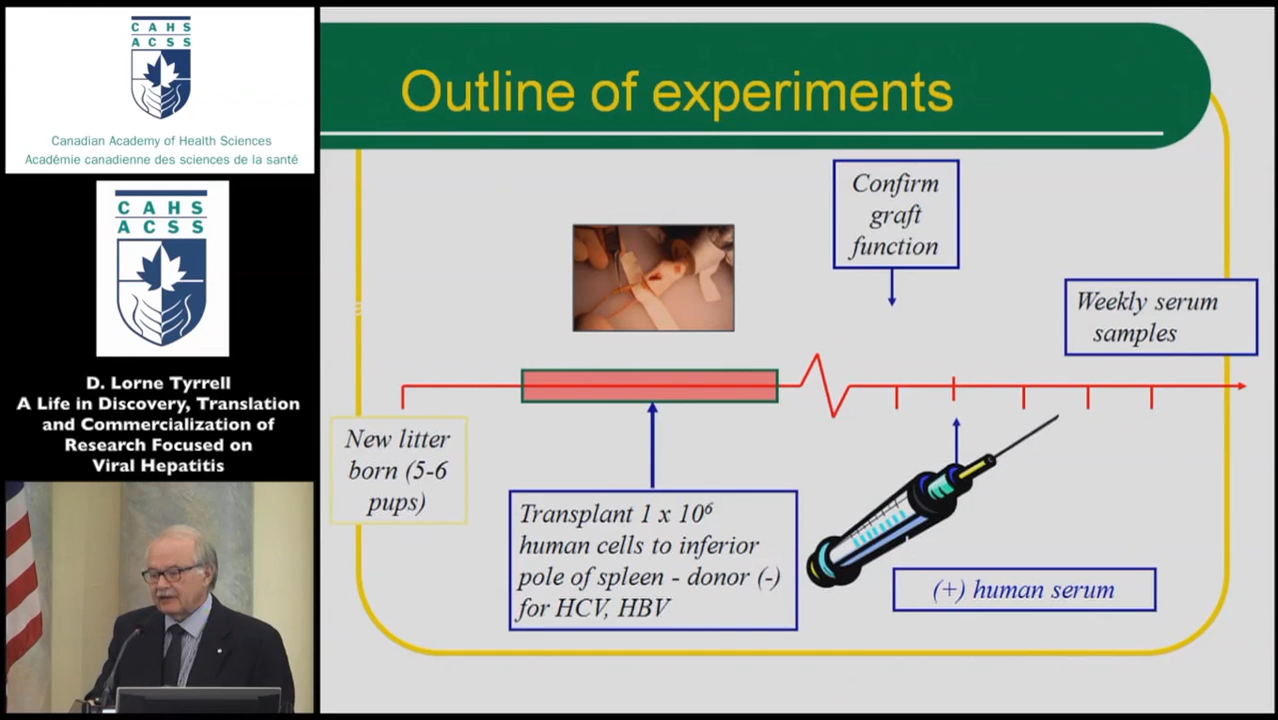 CAHS
ACSS
Canadian Academy of Health Sciences
Académie canadienne des sciences de la santé
CAHS
ACSS
D. Lorne Tyrrell
A Life in Discovery, Translation
and Commercialization of
Research Focused on
Viral Hepatitis
Outline of experiments
Confirm
graft
function
Weekly serum
samples
New litter
born (5-6
pups)
Transplant 1 x 10⁶
human cells to inferior
pole of spleen - donor (-)
for HCV, HBV
(+) human serum